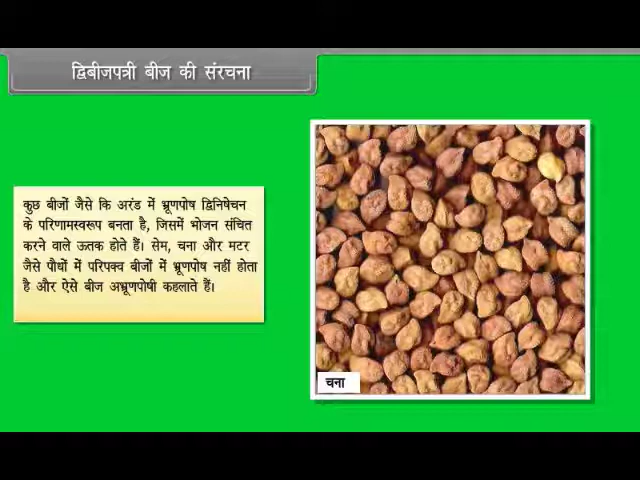 द्विबीजपत्री बीज की संरचना
कुछ बीजों जैसे कि अरंड में भ्रूणपोष द्विनिषेचन
के परिणामस्वरूप बनता है, जिसमें भोजन संचित
करने वाले ऊतक होते हैं। सेम, चना और मटर
जैसे पौधों में परिपक्व बीजों में भ्रूणपोष नहीं होता
है और ऐसे बीज अभ्रूणपोषी कहलाते हैं।
चना